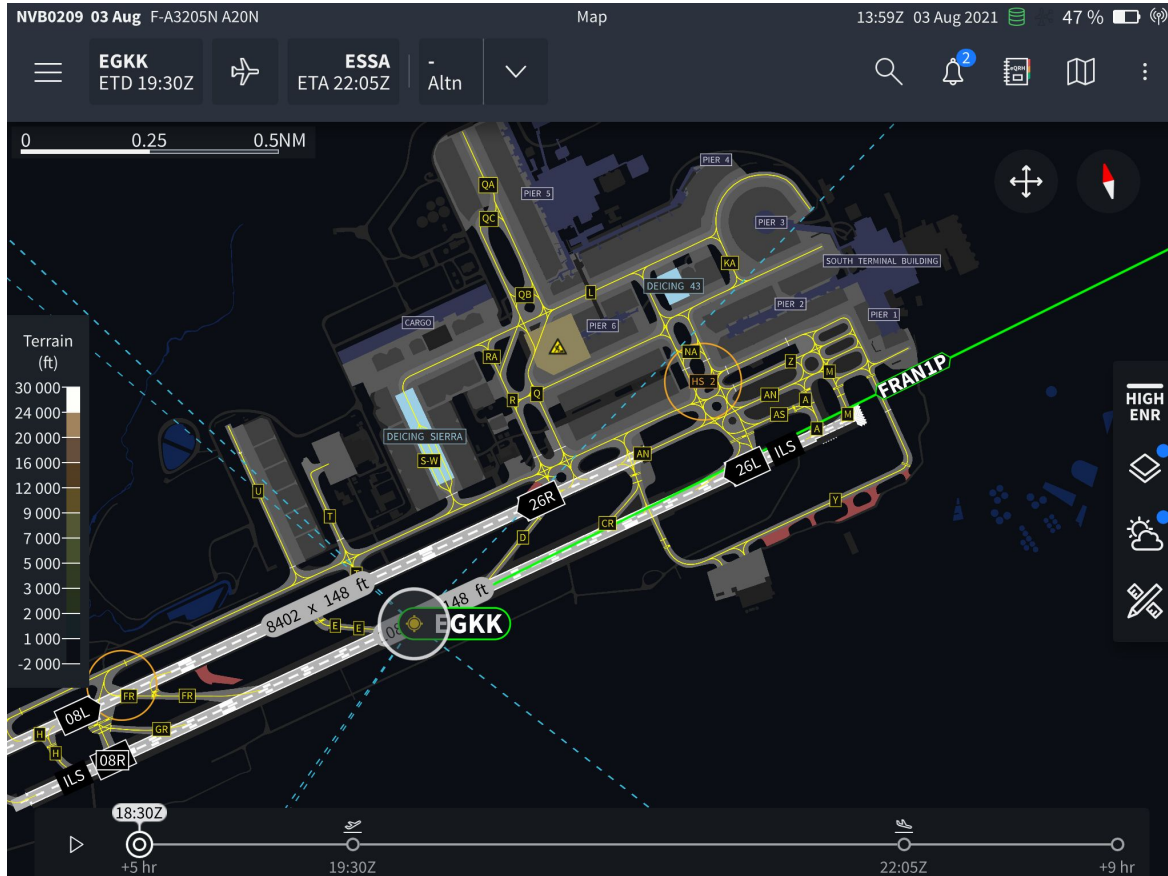 NVB0209 03 Aug F-A3205N A20N
Map
13:59Z 03 Aug 2021
47 %
EGKK
ETD 19:30Z
ESSA
ETA 22:05Z
-
Altn
2
eQRH
0 0.25 0.5NM
PIER 4
QA
PIER 5
QC
PIER 3
KA
SOUTH TERMINAL BUILDING
DEICING 43
QB
L
PIER 2
PIER 1
CARGO
PIER 6
RA
NA
Z
M
HS 2
FRAN1P
R
Q
AN
A
AS
M
A
DEICING SIERRA
S-W
AN
26L
ILS
U
26R
Y
T
CR
D
8402 x 148 ft
148 ft
E
E
08
EGKK
FR
FR
08L
GR
H
H
08R
ILS
Terrain
(ft)
30 000
24 000
20 000
16 000
12 000
9 000
7 000
5 000
3 000
2 000
1 000
-2 000
HIGH
ENR
18:30Z
+5 hr
19:30Z
22:05Z
+9 hr